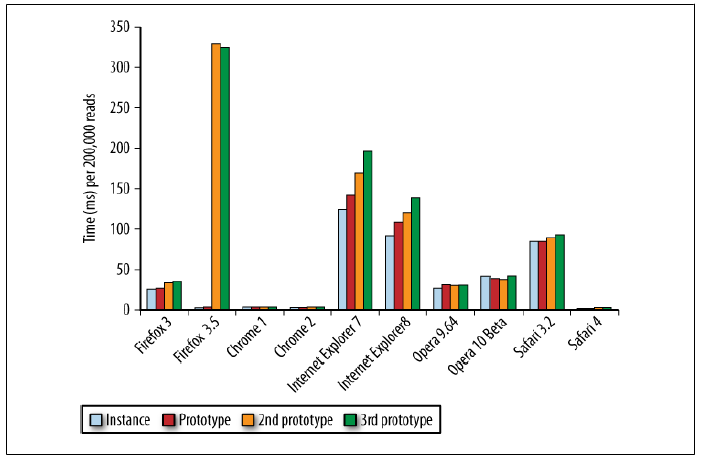 350
300
250
200
150
100
50
0
Time (ms) per 200,000 reads
Firefox 3
Firefox 3.5
Chrome 1
Chrome 2
Internet Explorer 7
Internet Explorer8
Opera 9.64
Opera 10 Beta
Safari 3.2
Safari 4
Instance Prototype 2nd prototype 3rd prototype